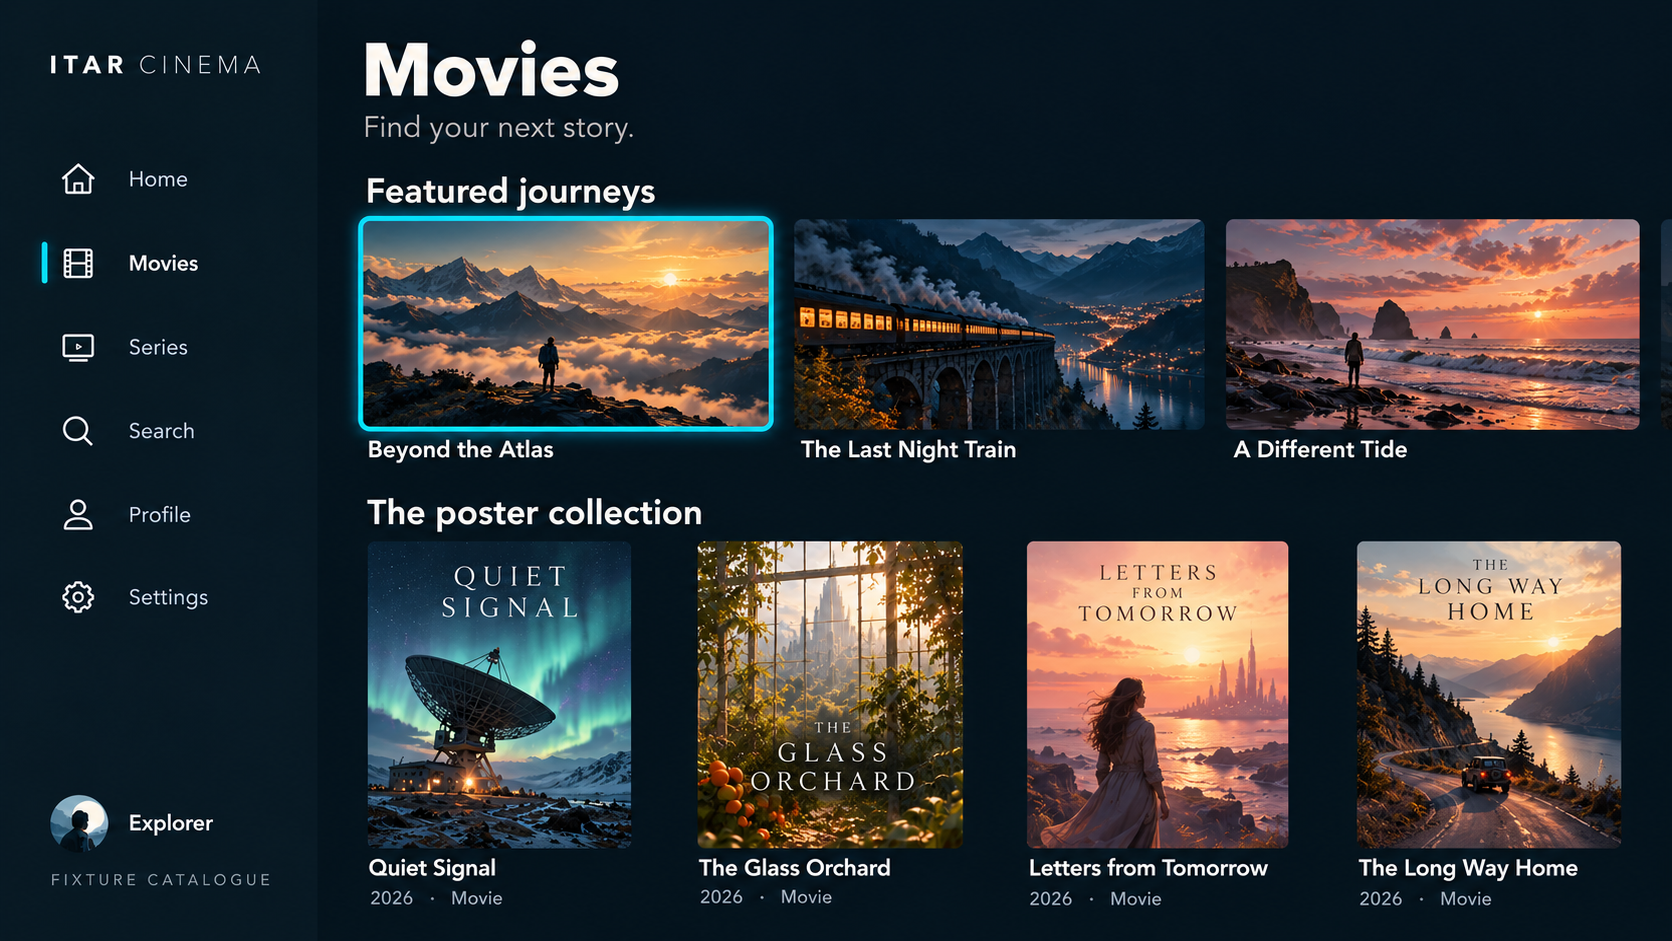 ITAR CINEMA
Home
Movies
Series
Search
Profile
Settings
Explorer
FIXTURE CATALOGUE
Movies
Find your next story.
Featured journeys
Beyond the Atlas
The Last Night Train
A Different Tide
The poster collection
QUIET
SIGNAL
Quiet Signal
2026 · Movie
THE
GLASS
ORCHARD
The Glass Orchard
2026 · Movie
LETTERS
FROM
TOMORROW
Letters from Tomorrow
2026 · Movie
THE
LONG WAY
HOME
The Long Way Home
2026 · Movie